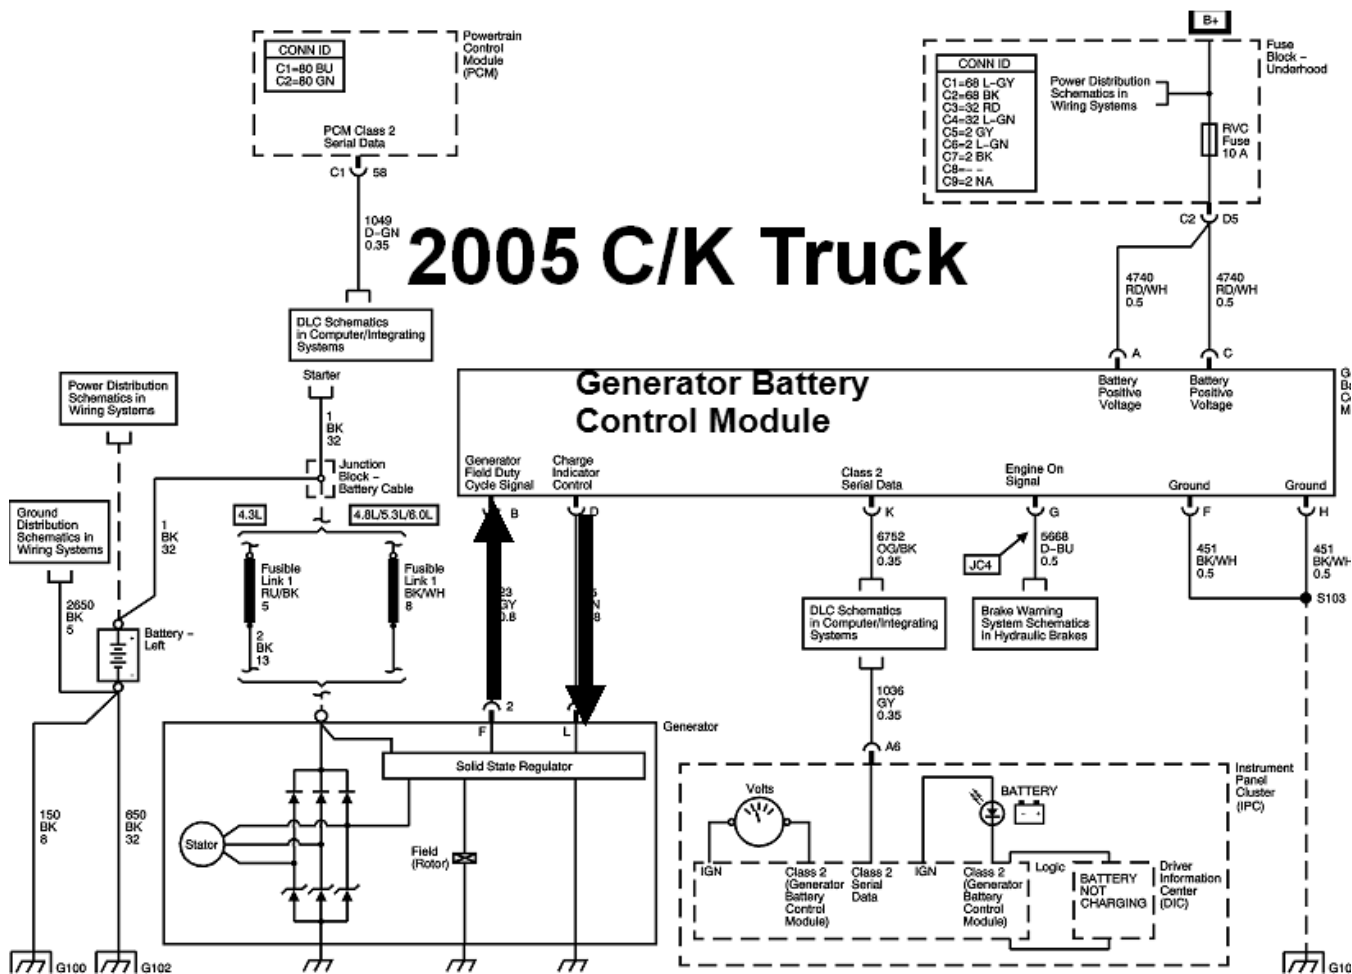 B+
Powertrain
Control
Module
(PCM)
CONN ID
C1=80 BU
C2=80 GN
PCM Class 2
Serial Data
C1
58
Fuse
Block –
Underhood
CONN ID
C1=68 L–GY
C2=68 BK
C3=32 RD
C4=32 L–GN
C5=2 GY
C6=2 L–GN
C7=2 BK
C8=– –
C9=2 NA
Power Distribution
Schematics in
Wiring Systems
RVC
Fuse
10 A
C2
D5
1049
D–GN
0.35
2005 C/K Truck
4740
RD/WH
0.5
4740
RD/WH
0.5
DLC Schematics
in Computer/Integrating
Systems
A
C
Starter
Power Distribution
Schematics in
Wiring Systems
1
BK
32
Generator Battery
Control Module
Battery
Positive
Voltage
Battery
Positive
Voltage
Junction
Block –
Battery Cable
Generator
Field Duty
Cycle Signal
Charge
Indicator
Control
Class 2
Serial Data
Engine On
Signal
Ground
Ground
B
D
K
G
F
H
Ground
Distribution
Schematics in
Wiring Systems
1
BK
32
4.3L
4.8L/5.3L/6.0L
6752
OG/BK
0.35
5668
D–BU
0.5
JC4
451
BK/WH
0.5
451
BK/WH
0.5
Fusible
Link 1
RU/BK
5
Fusible
Link 1
BK/WH
8
S103
2650
BK
5
Battery –
Left
2
BK
13
DLC Schematics
in Computer/Integrating
Systems
Brake Warning
System Schematics
in Hydraulic Brakes
1036
GY
0.35
2
F
L
Generator
Solid State Regulator
A6
Instrument
Panel
Cluster
(IPC)
Volts
BATTERY
150
BK
8
650
BK
32
Stator
Field
(Rotor)
IGN
Class 2
(Generator
Battery
Control
Module)
Class 2
Serial
Data
IGN
Class 2
(Generator
Battery
Control
Module)
Logic
BATTERY
NOT
CHARGING
Driver
Information
Center
(DIC)
G100
G102